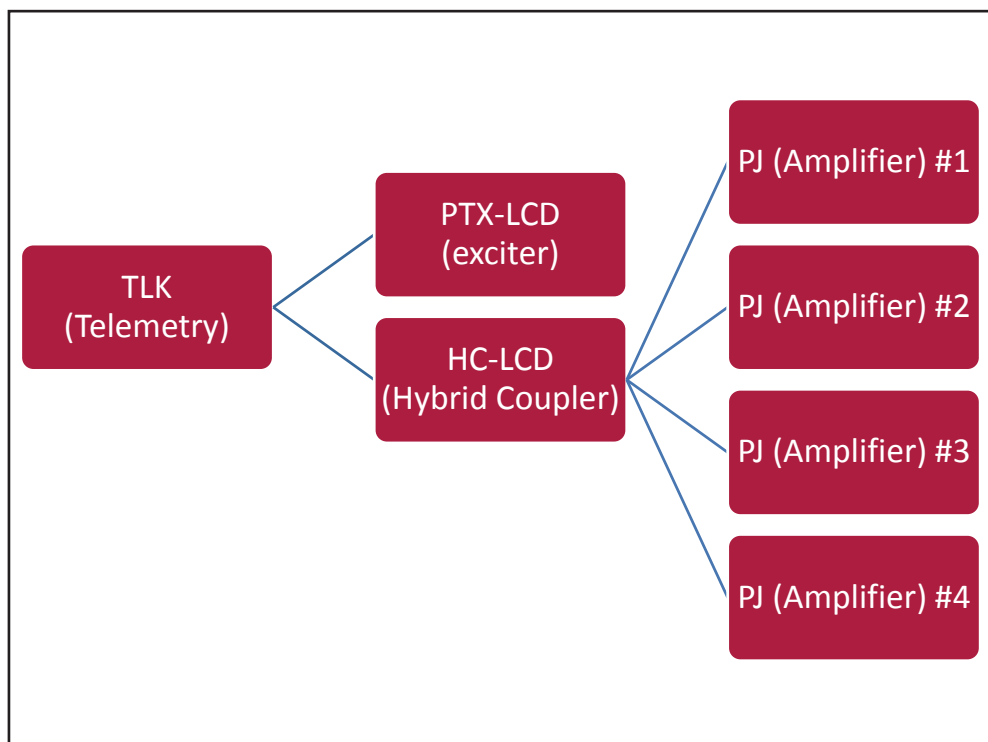 TLK
(Telemetry)
PTX-LCD
(exciter)
HC-LCD
(Hybrid Coupler)
PJ (Amplifier) #1
PJ (Amplifier) #2
PJ (Amplifier) #3
PJ (Amplifier) #4